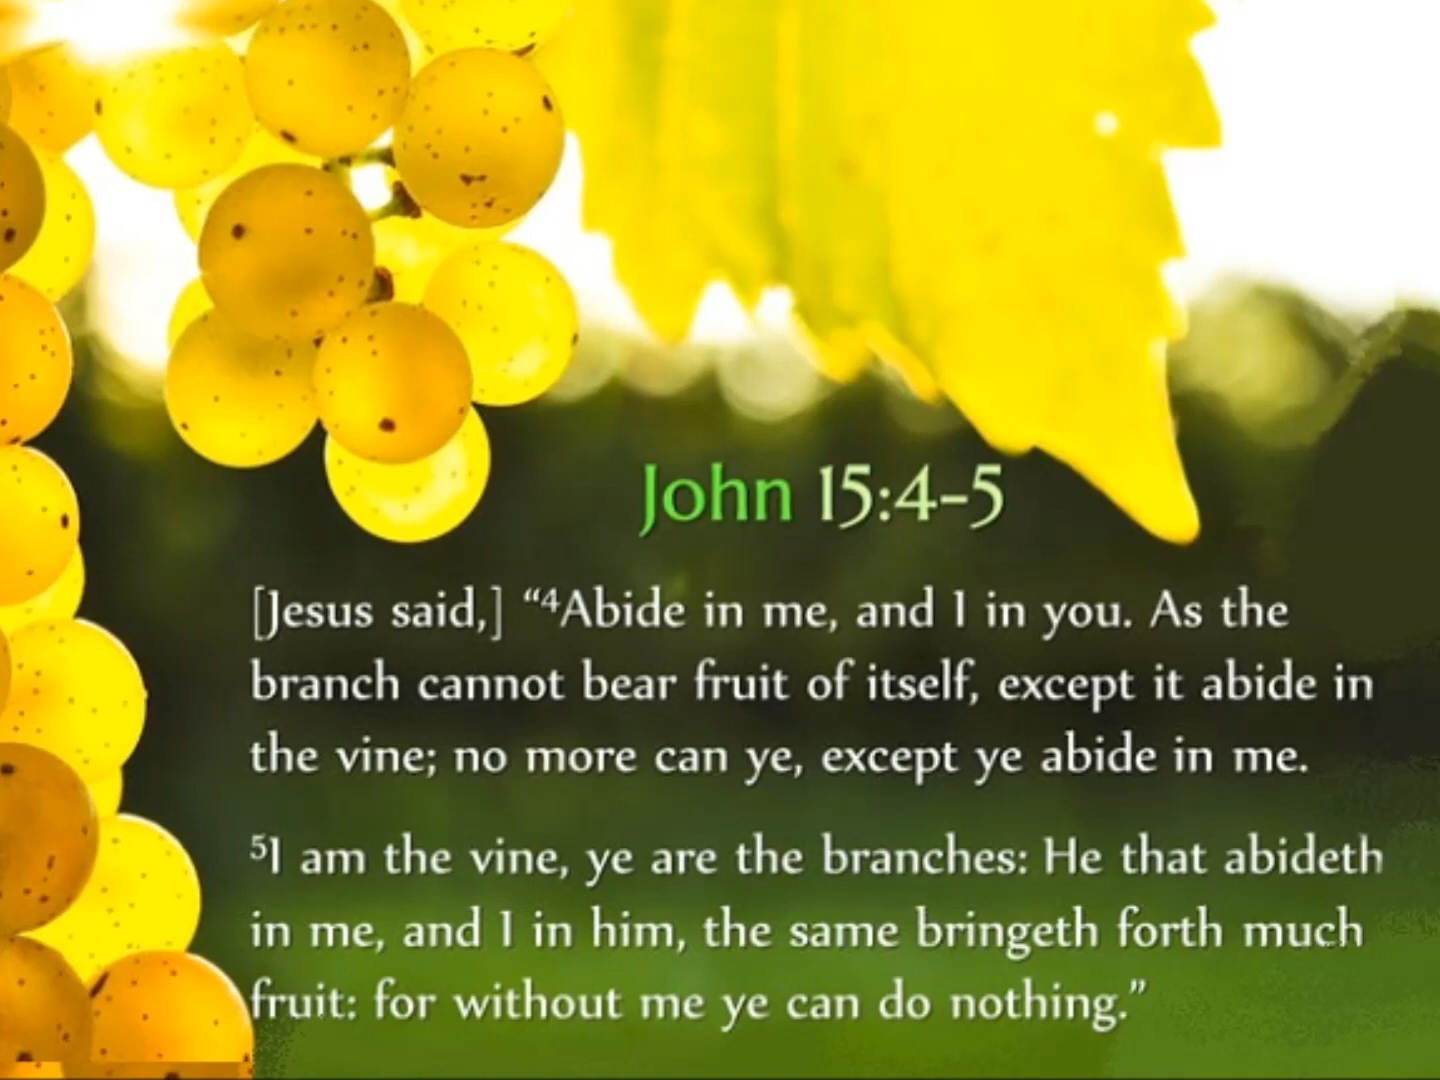 John 15:4-5
[Jesus said,] “⁴Abide in me, and I in you. As the
branch cannot bear fruit of itself, except it abide in
the vine; no more can ye, except ye abide in me.
⁵I am the vine, ye are the branches: He that abideth
in me, and I in him, the same bringeth forth much
fruit: for without me ye can do nothing.”